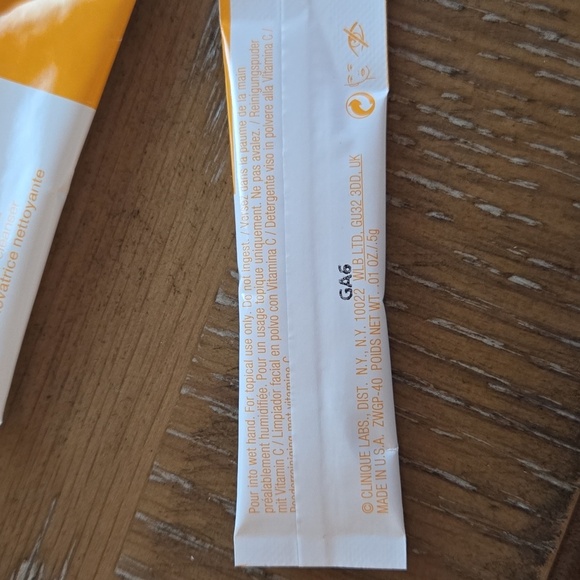 vatrice nettoyante
Pour into wet hand. For topical use only. Do not ingest. / Versez dans la paume de la main
préalablement humidifiée. Pour un usage topique uniquement. Ne pas avalez. / Reinigungspuder
mit Vitamin C / Limpiador facial en polvo con Vitamina C / Detergente viso in polvere alla Vitamina C /
GA6
© CLINIQUE LABS., DIST. N.Y., N.Y. 10022 WLB LTD. GU32 3DD. UK
MADE IN U.S.A. ZWGP-40 POIDS NET WT. .01 OZ./.5g